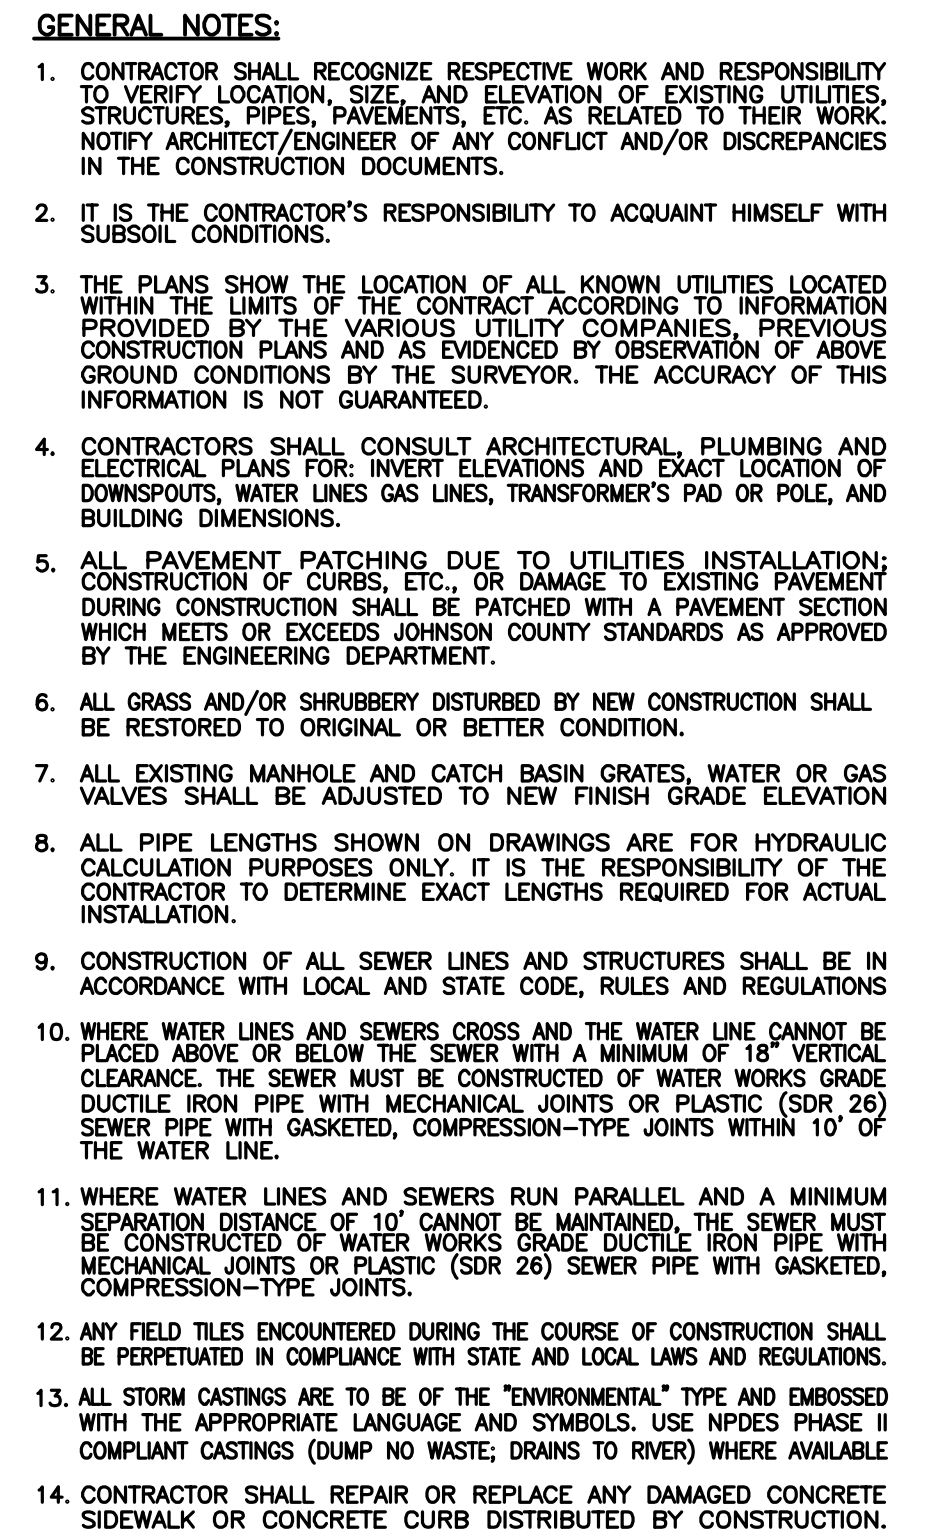 GENERAL NOTES:
1. CONTRACTOR SHALL RECOGNIZE RESPECTIVE WORK AND RESPONSIBILITY
TO VERIFY LOCATION, SIZE, AND ELEVATION OF EXISTING UTILITIES,
STRUCTURES, PIPES, PAVEMENTS, ETC. AS RELATED TO THEIR WORK.
NOTIFY ARCHITECT/ENGINEER OF ANY CONFLICT AND/OR DISCREPANCIES
IN THE CONSTRUCTION DOCUMENTS.
2. IT IS THE CONTRACTOR'S RESPONSIBILITY TO ACQUAINT HIMSELF WITH
SUBSOIL CONDITIONS.
3. THE PLANS SHOW THE LOCATION OF ALL KNOWN UTILITIES LOCATED
WITHIN THE LIMITS OF THE CONTRACT ACCORDING TO INFORMATION
PROVIDED BY THE VARIOUS UTILITY COMPANIES, PREVIOUS
CONSTRUCTION PLANS AND AS EVIDENCED BY OBSERVATION OF ABOVE
GROUND CONDITIONS BY THE SURVEYOR. THE ACCURACY OF THIS
INFORMATION IS NOT GUARANTEED.
4. CONTRACTORS SHALL CONSULT ARCHITECTURAL, PLUMBING AND
ELECTRICAL PLANS FOR: INVERT ELEVATIONS AND EXACT LOCATION OF
DOWNSPOUTS, WATER LINES GAS LINES, TRANSFORMER'S PAD OR POLE, AND
BUILDING DIMENSIONS.
5. ALL PAVEMENT PATCHING DUE TO UTILITIES INSTALLATION;
CONSTRUCTION OF CURBS, ETC., OR DAMAGE TO EXISTING PAVEMENT
DURING CONSTRUCTION SHALL BE PATCHED WITH A PAVEMENT SECTION
WHICH MEETS OR EXCEEDS JOHNSON COUNTY STANDARDS AS APPROVED
BY THE ENGINEERING DEPARTMENT.
6. ALL GRASS AND/OR SHRUBBERY DISTURBED BY NEW CONSTRUCTION SHALL
BE RESTORED TO ORIGINAL OR BETTER CONDITION.
7. ALL EXISTING MANHOLE AND CATCH BASIN GRATES, WATER OR GAS
VALVES SHALL BE ADJUSTED TO NEW FINISH GRADE ELEVATION
8. ALL PIPE LENGTHS SHOWN ON DRAWINGS ARE FOR HYDRAULIC
CALCULATION PURPOSES ONLY. IT IS THE RESPONSIBILITY OF THE
CONTRACTOR TO DETERMINE EXACT LENGTHS REQUIRED FOR ACTUAL
INSTALLATION.
9. CONSTRUCTION OF ALL SEWER LINES AND STRUCTURES SHALL BE IN
ACCORDANCE WITH LOCAL AND STATE CODE, RULES AND REGULATIONS
10. WHERE WATER LINES AND SEWERS CROSS AND THE WATER LINE CANNOT BE
PLACED ABOVE OR BELOW THE SEWER WITH A MINIMUM OF 18" VERTICAL
CLEARANCE. THE SEWER MUST BE CONSTRUCTED OF WATER WORKS GRADE
DUCTILE IRON PIPE WITH MECHANICAL JOINTS OR PLASTIC (SDR 26)
SEWER PIPE WITH GASKETED, COMPRESSION-TYPE JOINTS WITHIN 10' OF
THE WATER LINE.
11. WHERE WATER LINES AND SEWERS RUN PARALLEL AND A MINIMUM
SEPARATION DISTANCE OF 10' CANNOT BE MAINTAINED, THE SEWER MUST
BE CONSTRUCTED OF WATER WORKS GRADE DUCTILE IRON PIPE WITH
MECHANICAL JOINTS OR PLASTIC (SDR 26) SEWER PIPE WITH GASKETED,
COMPRESSION-TYPE JOINTS.
12. ANY FIELD TILES ENCOUNTERED DURING THE COURSE OF CONSTRUCTION SHALL
BE PERPETUATED IN COMPLIANCE WITH STATE AND LOCAL LAWS AND REGULATIONS.
13. ALL STORM CASTINGS ARE TO BE OF THE "ENVIRONMENTAL" TYPE AND EMBOSSED
WITH THE APPROPRIATE LANGUAGE AND SYMBOLS. USE NPDES PHASE II
COMPLIANT CASTINGS (DUMP NO WASTE; DRAINS TO RIVER) WHERE AVAILABLE
14. CONTRACTOR SHALL REPAIR OR REPLACE ANY DAMAGED CONCRETE
SIDEWALK OR CONCRETE CURB DISTRIBUTED BY CONSTRUCTION.